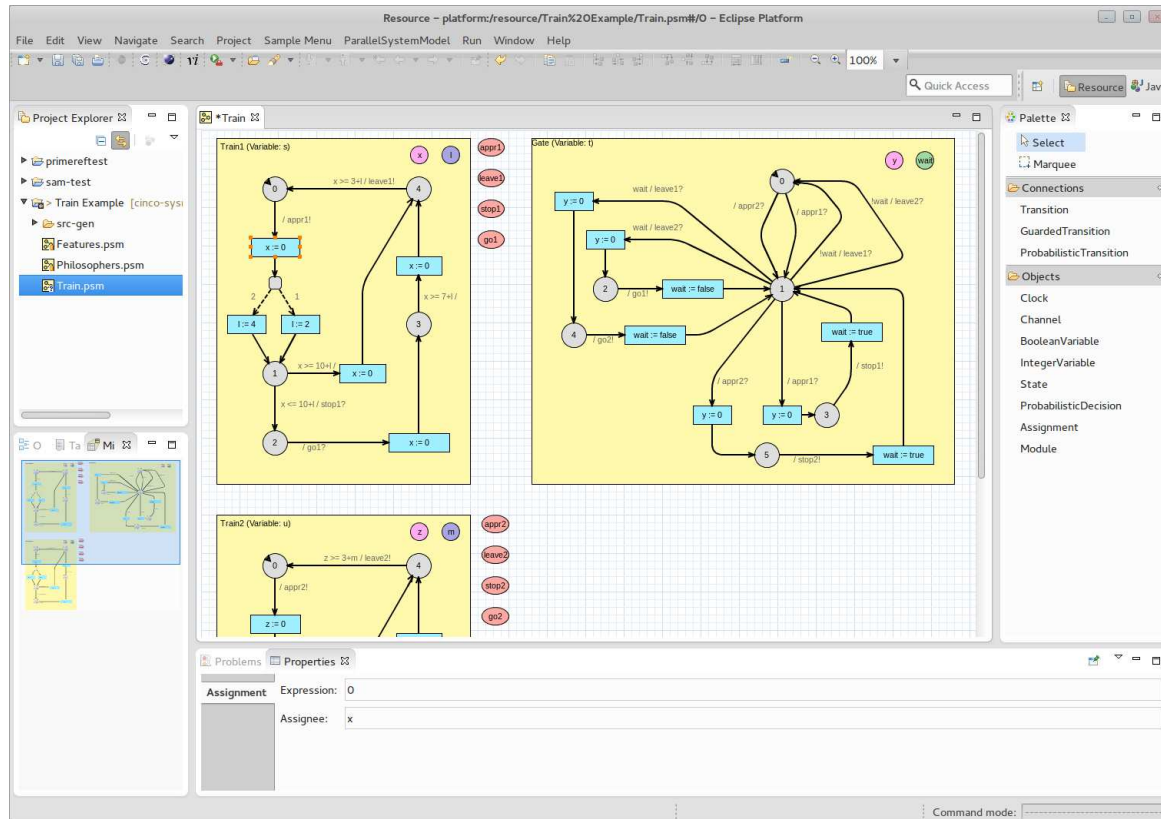 Resource – platform:/resource/Train%20Example/Train.psm#/0 – Eclipse Platform
File Edit View Navigate Search Project Sample Menu ParallelSystemModel Run Window Help
100%
Quick Access
Resource
Jav
Project Explorer
primereftest
sam-test
> Train Example [cinco-sys
src-gen
Features.psm
Philosophers.psm
Train.psm
O Ta Mi
*Train
Train1 (Variable: s)
x
l
appr1
leave1
stop1
go1
0
x >= 3+l / leave1!
4
/ appr1!
x := 0
x := 0
2
1
l := 4
l := 2
x >= 7+l /
3
1
x >= 10+l /
x := 0
x <= 10+l / stop1?
2
/ go1?
x := 0
Gate (Variable: t)
y
wait
0
wait / leave1?
y := 0
/ appr2?
/ appr1?
!wait / leave2?
wait / leave2?
y := 0
!wait / leave1?
2
/ go1!
wait := false
1
4
/ go2!
wait := false
wait := true
/ stop1!
/ appr2?
/ appr1?
y := 0
y := 0
3
5
/ stop2!
wait := true
Train2 (Variable: u)
z
m
appr2
leave2
stop2
go2
0
z >= 3+m / leave2!
4
/ appr2!
z := 0
Palette
Select
Marquee
Connections
Transition
GuardedTransition
ProbabilisticTransition
Objects
Clock
Channel
BooleanVariable
IntegerVariable
State
ProbabilisticDecision
Assignment
Module
Problems Properties
Assignment
Expression: 0
Assignee: x
Command mode: